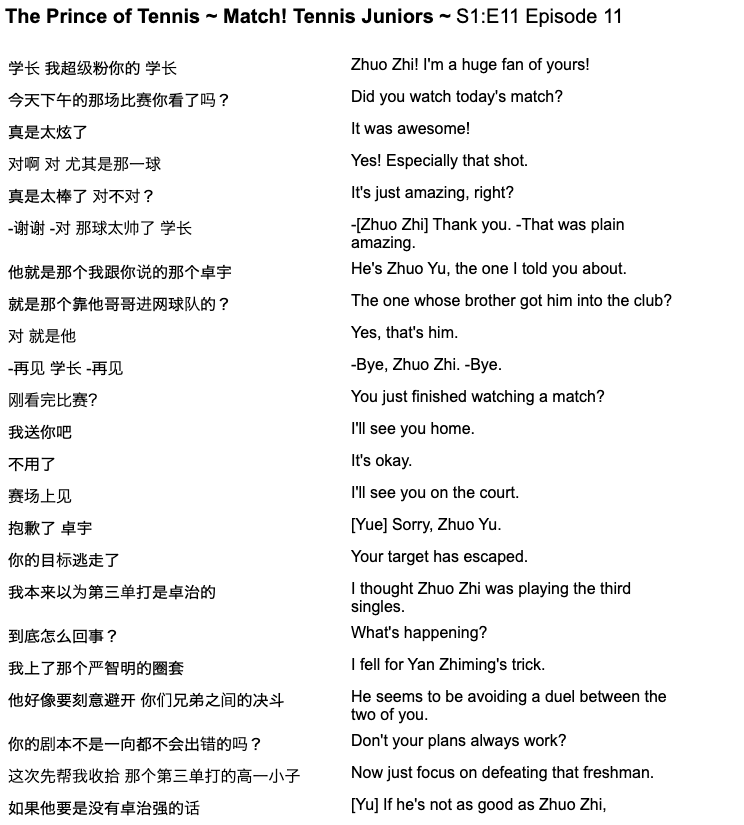 The Prince of Tennis ~ Match! Tennis Juniors ~ S1:E11 Episode 11
学长 我超级粉你的 学长
Zhuo Zhi! I'm a huge fan of yours!
今天下午的那场比赛你看了吗？
Did you watch today's match?
真是太炫了
It was awesome!
对啊 对 尤其是那一球
Yes! Especially that shot.
真是太棒了 对不对？
It's just amazing, right?
-谢谢 -对 那球太帅了 学长
-[Zhuo Zhi] Thank you. -That was plain
amazing.
他就是那个我跟你说的那个卓宇
He's Zhuo Yu, the one I told you about.
就是那个靠他哥哥进网球队的？
The one whose brother got him into the club?
对 就是他
Yes, that's him.
-再见 学长 -再见
-Bye, Zhuo Zhi. -Bye.
刚看完比赛?
You just finished watching a match?
我送你吧
I'll see you home.
不用了
It's okay.
赛场上见
I'll see you on the court.
抱歉了 卓宇
[Yue] Sorry, Zhuo Yu.
你的目标逃走了
Your target has escaped.
我本来以为第三单打是卓治的
I thought Zhuo Zhi was playing the third
singles.
到底怎么回事？
What's happening?
我上了那个严智明的圈套
I fell for Yan Zhiming's trick.
他好像要刻意避开 你们兄弟之间的决斗
He seems to be avoiding a duel between the
two of you.
你的剧本不是一向都不会出错的吗？
Don't your plans always work?
这次先帮我收拾 那个第三单打的高一小子
Now just focus on defeating that freshman.
如果他要是没有卓治强的话
[Yu] If he's not as good as Zhuo Zhi,